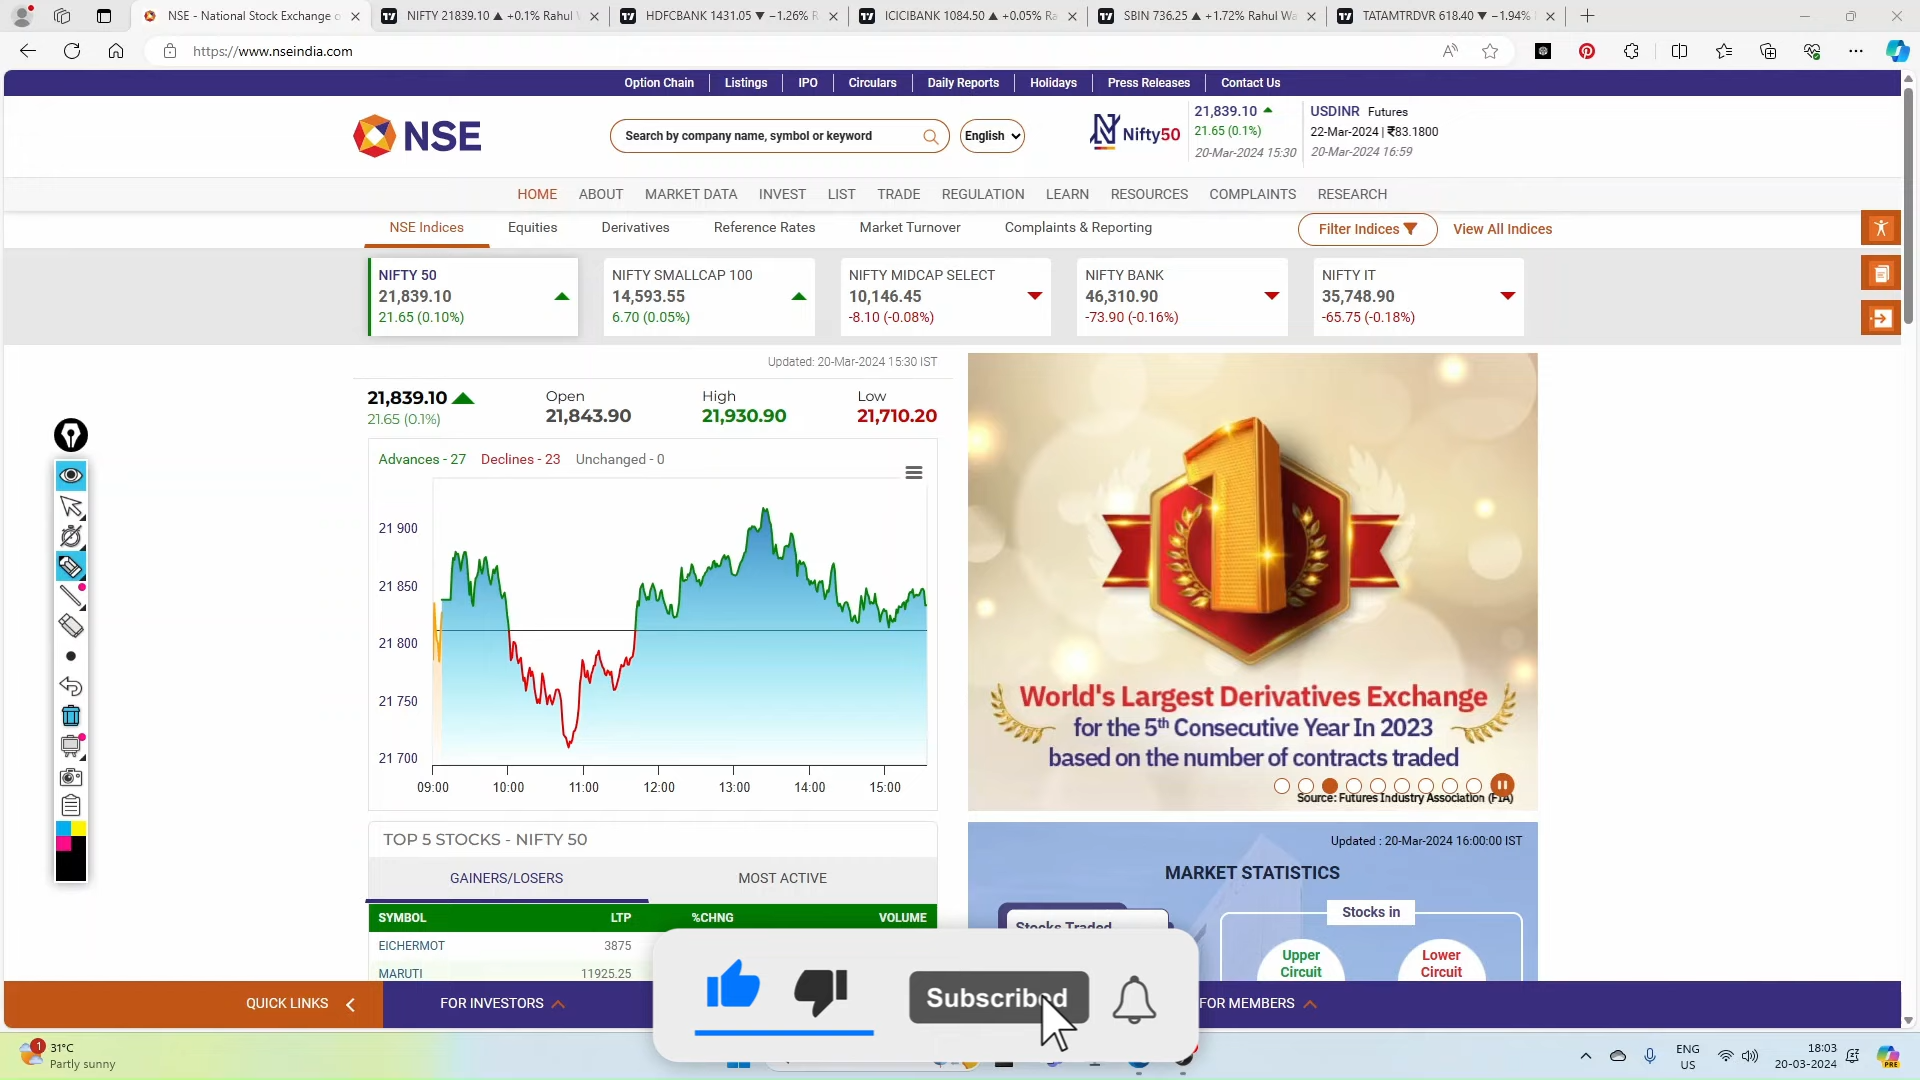 NSE - National Stock Exchange o
NIFTY 21839.10 ▲ +0.1% Rahul
HDFCBANK 1431.05 ▼ −1.26% R
ICICIBANK 1084.50 ▲ +0.05% Ra
SBIN 736.25 ▲ +1.72% Rahul Wa
TATAMTRDVR 618.40 ▼ −1.94%
https://www.nseindia.com
Option Chain
Listings
IPO
Circulars
Daily Reports
Holidays
Press Releases
Contact Us
NSE
Search by company name, symbol or keyword
English
Nifty50
21,839.10
21.65 (0.1%)
20-Mar-2024 15:30
USDINR Futures
22-Mar-2024 | ₹83.1800
20-Mar-2024 16:59
HOME
ABOUT
MARKET DATA
INVEST
LIST
TRADE
REGULATION
LEARN
RESOURCES
COMPLAINTS
RESEARCH
NSE Indices
Equities
Derivatives
Reference Rates
Market Turnover
Complaints & Reporting
Filter Indices
View All Indices
NIFTY 50
21,839.10
21.65 (0.10%)
NIFTY SMALLCAP 100
14,593.55
6.70 (0.05%)
NIFTY MIDCAP SELECT
10,146.45
-8.10 (-0.08%)
NIFTY BANK
46,310.90
-73.90 (-0.16%)
NIFTY IT
35,748.90
-65.75 (-0.18%)
Updated: 20-Mar-2024 15:30 IST
21,839.10
21.65 (0.1%)
Open
21,843.90
High
21,930.90
Low
21,710.20
Advances - 27
Declines - 23
Unchanged - 0
21 900
21 850
21 800
21 750
21 700
09:00
10:00
11:00
12:00
13:00
14:00
15:00
1
World's Largest Derivatives Exchange
for the 5th Consecutive Year In 2023
based on the number of contracts traded
Source: Futures Industry Association (FIA)
TOP 5 STOCKS - NIFTY 50
GAINERS/LOSERS
MOST ACTIVE
SYMBOL
LTP
%CHNG
VOLUME
EICHERMOT
3875
MARUTI
11925.25
Updated : 20-Mar-2024 16:00:00 IST
MARKET STATISTICS
Stocks Traded
Stocks in
Upper
Circuit
Lower
Circuit
QUICK LINKS
FOR INVESTORS
FOR MEMBERS
Subscribed
1
31°C
Partly sunny
ENG
US
18:03
20-03-2024
PRE